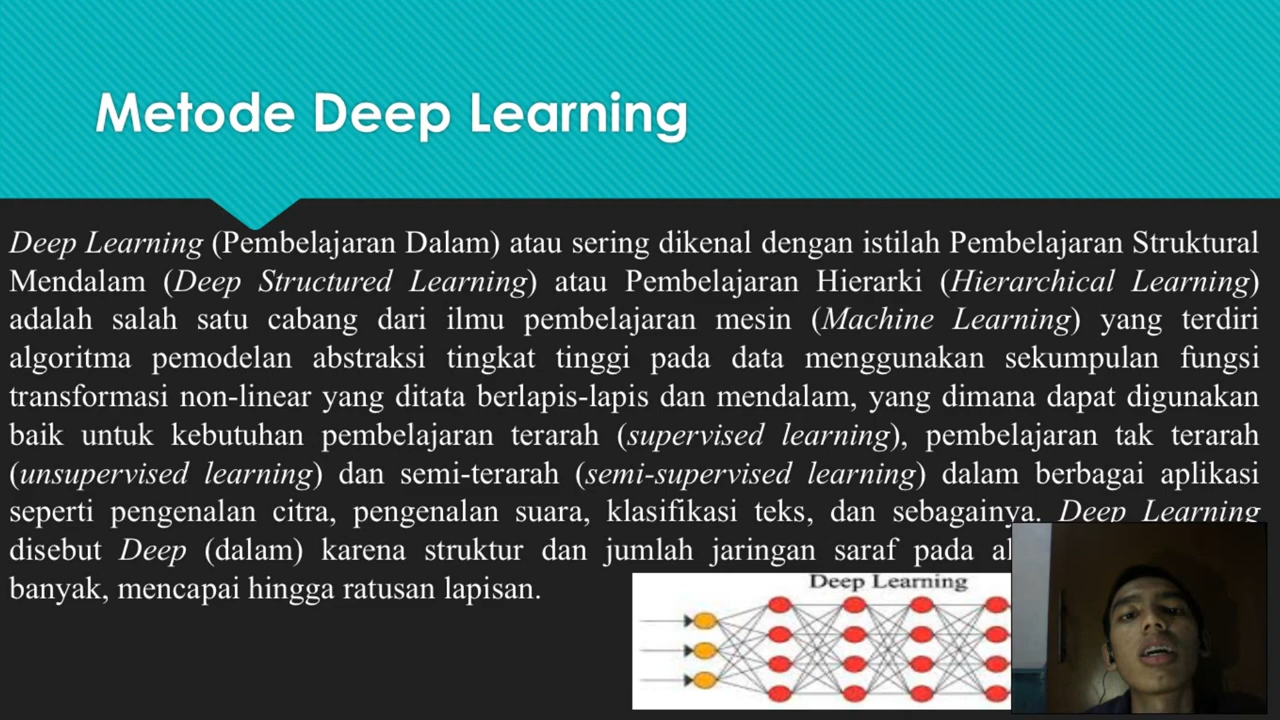 Metode Deep Learning
Deep Learning (Pembelajaran Dalam) atau sering dikenal dengan istilah Pembelajaran Struktural
Mendalam (Deep Structured Learning) atau Pembelajaran Hierarki (Hierarchical Learning)
adalah salah satu cabang dari ilmu pembelajaran mesin (Machine Learning) yang terdiri
algoritma pemodelan abstraksi tingkat tinggi pada data menggunakan sekumpulan fungsi
transformasi non-linear yang ditata berlapis-lapis dan mendalam, yang dimana dapat digunakan
baik untuk kebutuhan pembelajaran terarah (supervised learning), pembelajaran tak terarah
(unsupervised learning) dan semi-terarah (semi-supervised learning) dalam berbagai aplikasi
seperti pengenalan citra, pengenalan suara, klasifikasi teks, dan sebagainya. Deep Learning
disebut Deep (dalam) karena struktur dan jumlah jaringan saraf pada
banyak, mencapai hingga ratusan lapisan.
Deep Learning